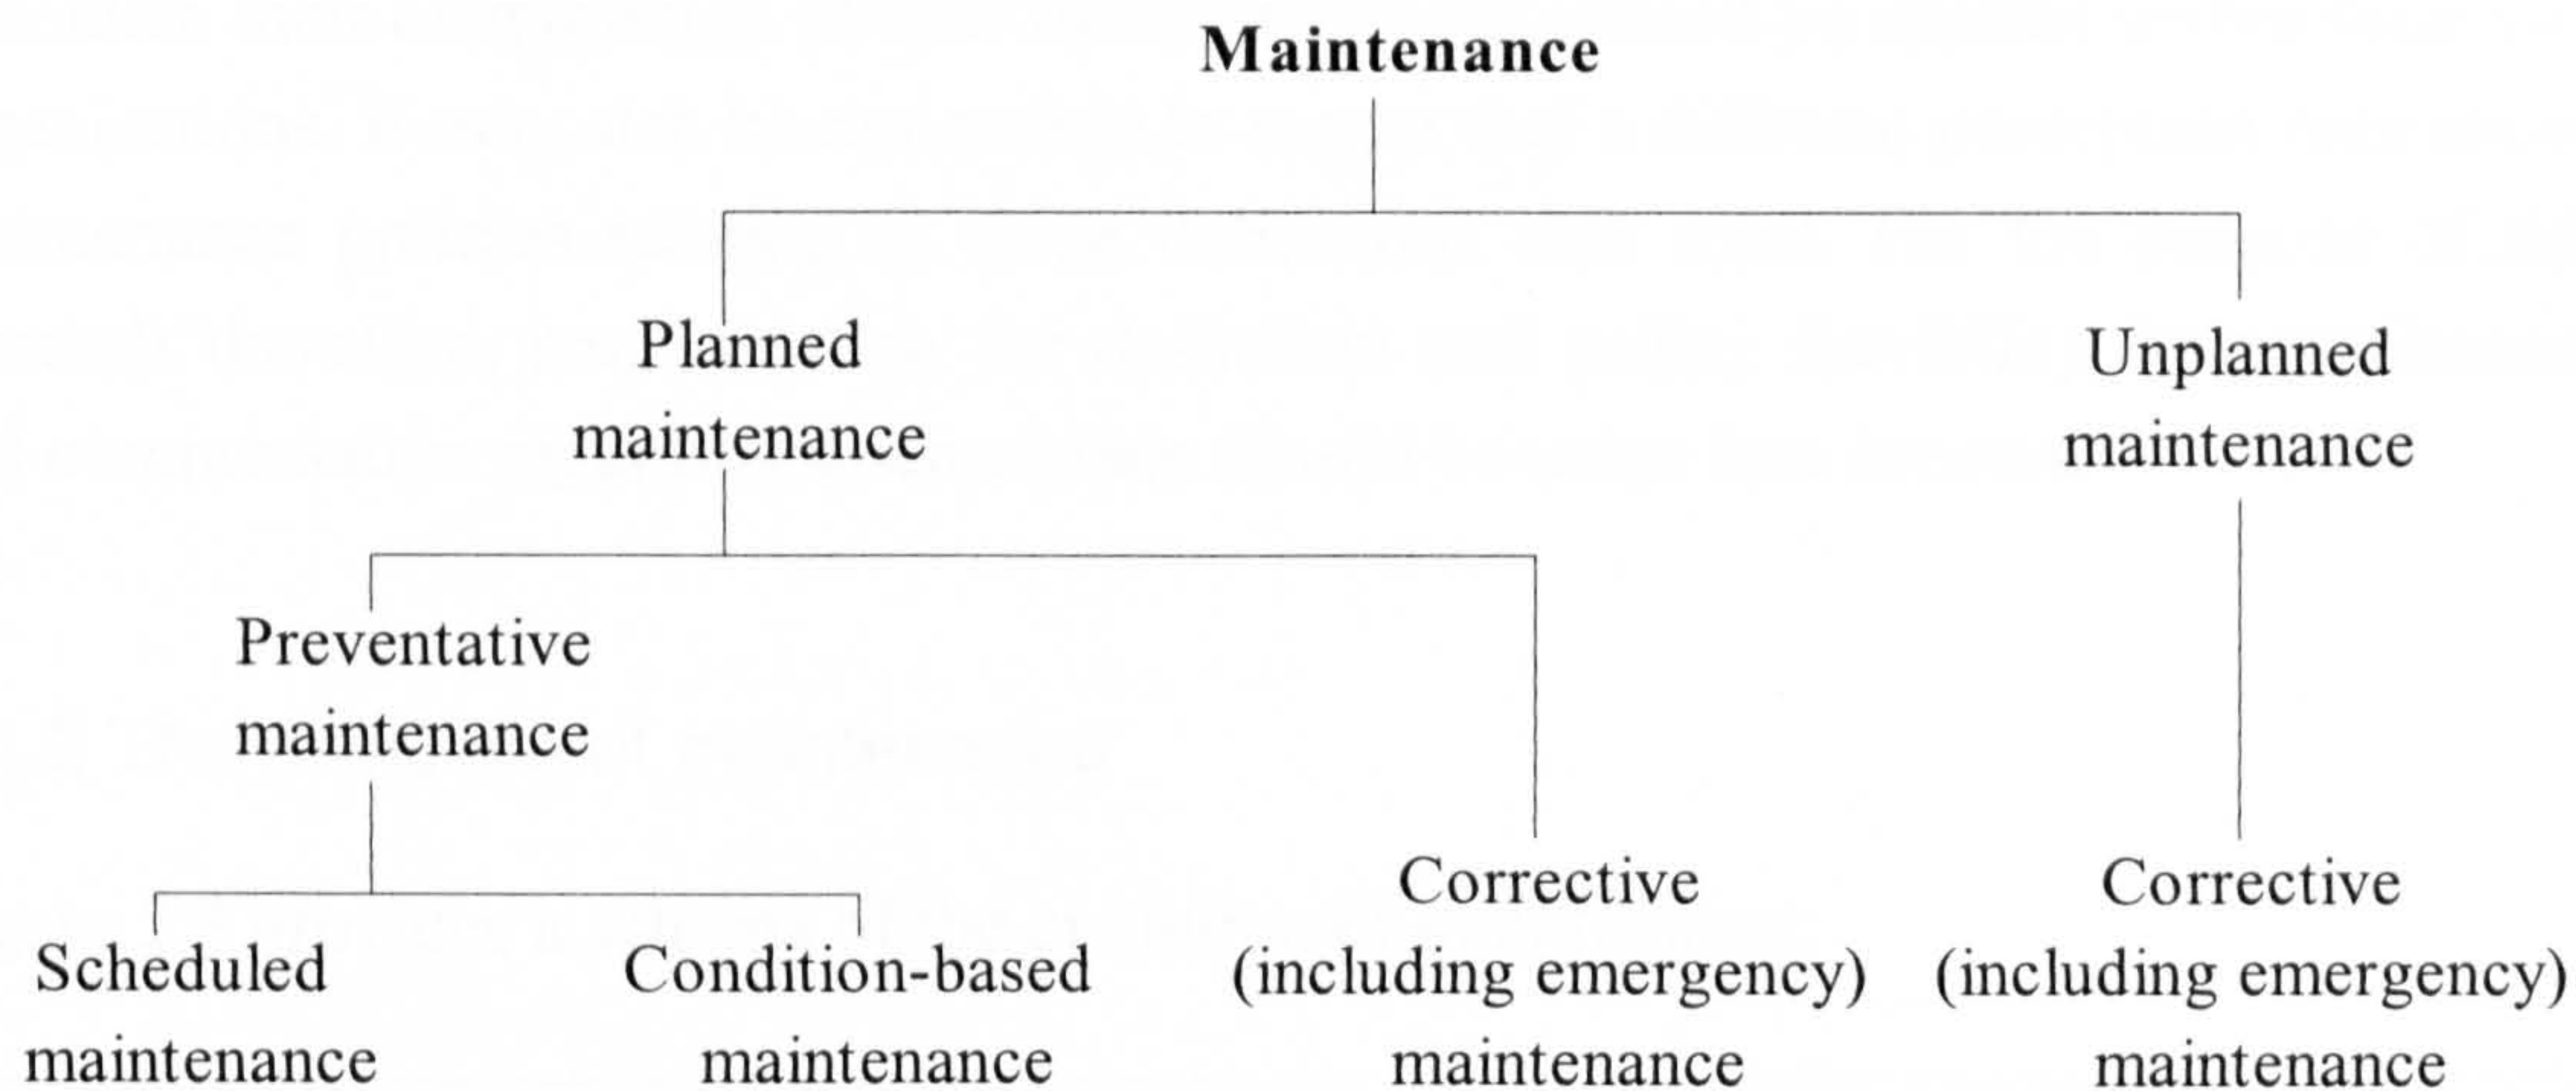 Maintenance
Planned
maintenance
Unplanned
maintenance
Preventative
maintenance
Scheduled
maintenance
Condition-based
maintenance
Corrective
(including emergency)
maintenance
Corrective
(including emergency)
maintenance